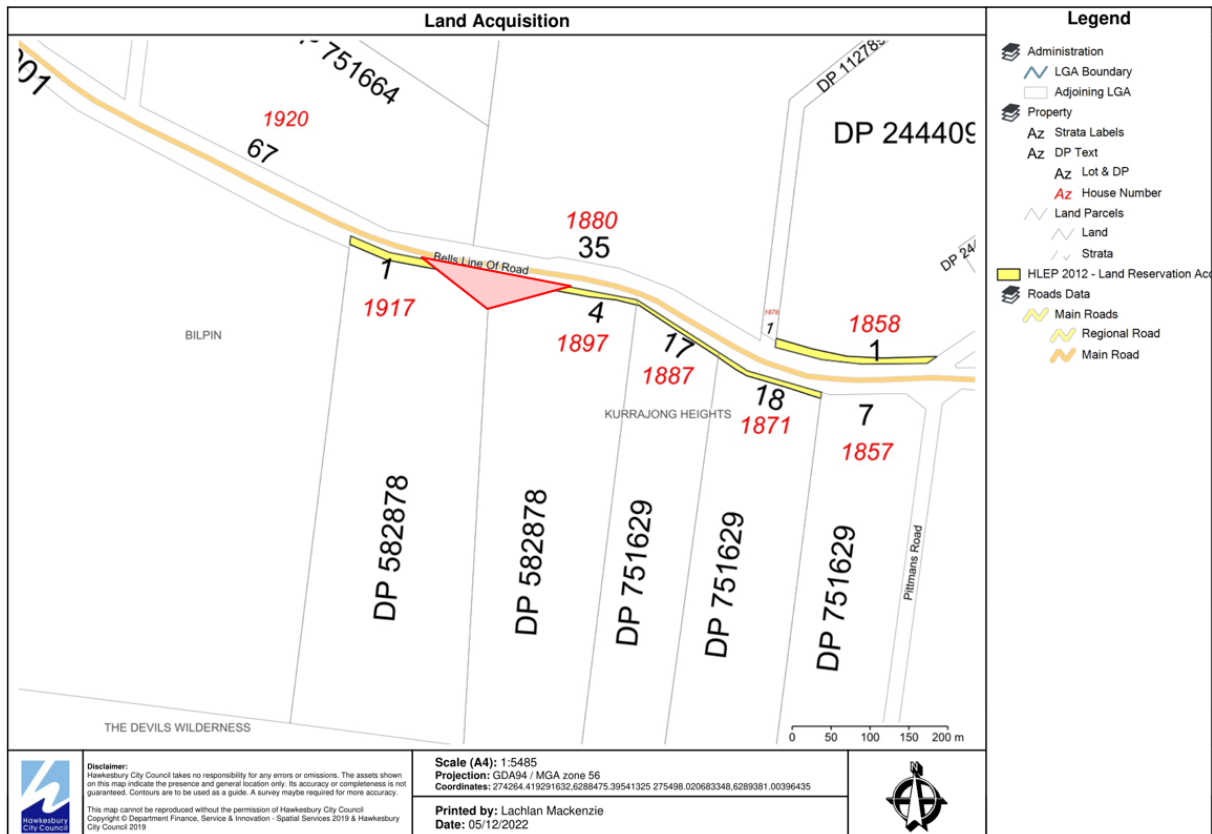 Land Acquisition
Legend
Administration
LGA Boundary
Adjoining LGA
Property
Az Strata Labels
Az DP Text
Az Lot & DP
Az House Number
Land Parcels
Land
Strata
HLEP 2012 - Land Reservation Acq
Roads Data
Main Roads
Regional Road
Main Road
DP 751664
DP 244409
1920
67
1880
35
Bells Line Of Road
1
1917
BILPIN
4
1897
17
1887
1878
1
1858
1
KURRAJONG HEIGHTS
18
1871
7
1857
DP 582878
DP 582878
DP 751629
DP 751629
DP 751629
Pittmans Road
THE DEVILS WILDERNESS
0 50 100 150 200 m
Hawkesbury
City Council
Disclaimer:
Hawkesbury City Council takes no responsibility for any errors or omissions. The assets shown
on this map indicate the presence and general location only. Its accuracy or completeness is not
guaranteed. Contours are to be used as a guide. A survey maybe required for more accuracy.
This map cannot be reproduced without the permission of Hawkesbury City Council
Copyright © Department Finance, Service & Innovation - Spatial Services 2019 & Hawkesbury
City Council 2019
Scale (A4): 1:5485
Projection: GDA94 / MGA zone 56
Coordinates: 274264.419291632,6288475.39541325 275498.020683348,6289381.00396435
Printed by: Lachlan Mackenzie
Date: 05/12/2022